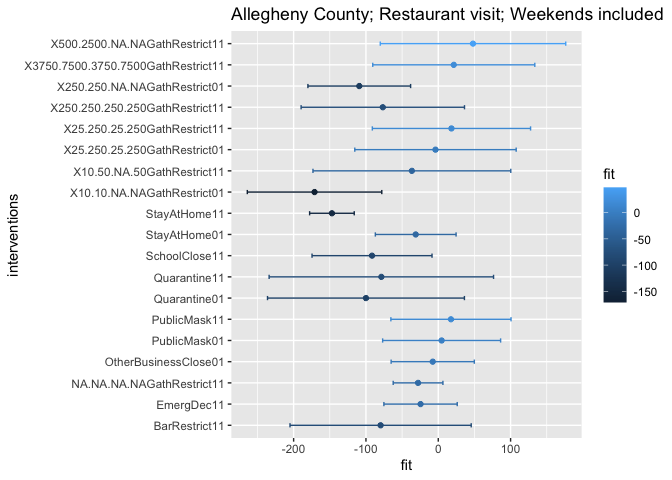 Allegheny County; Restaurant visit; Weekends included
X500.2500.NA.NAGathRestrict11
X3750.7500.3750.7500GathRestrict11
X250.250.NA.NAGathRestrict01
X250.250.250.250GathRestrict11
X25.250.25.250GathRestrict11
X25.250.25.250GathRestrict01
X10.50.NA.50GathRestrict11
X10.10.NA.NAGathRestrict01
StayAtHome11
StayAtHome01
SchoolClose11
Quarantine11
Quarantine01
PublicMask11
PublicMask01
OtherBusinessClose01
NA.NA.NA.NAGathRestrict11
EmergDec11
BarRestrict11
interventions
-200 -100 0 100
fit
fit
0
-50
-100
-150